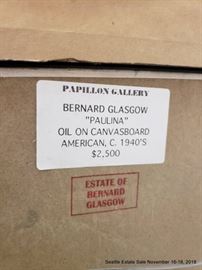 PAPILLON GALLERY
BERNARD GLASGOW
"PAULINA"
OIL ON CANVASBOARD
AMERICAN, C. 1940'S
$2,500
ESTATE OF
BERNARD
GLASGOW
Seattle Estate Sale November 16-18, 2018